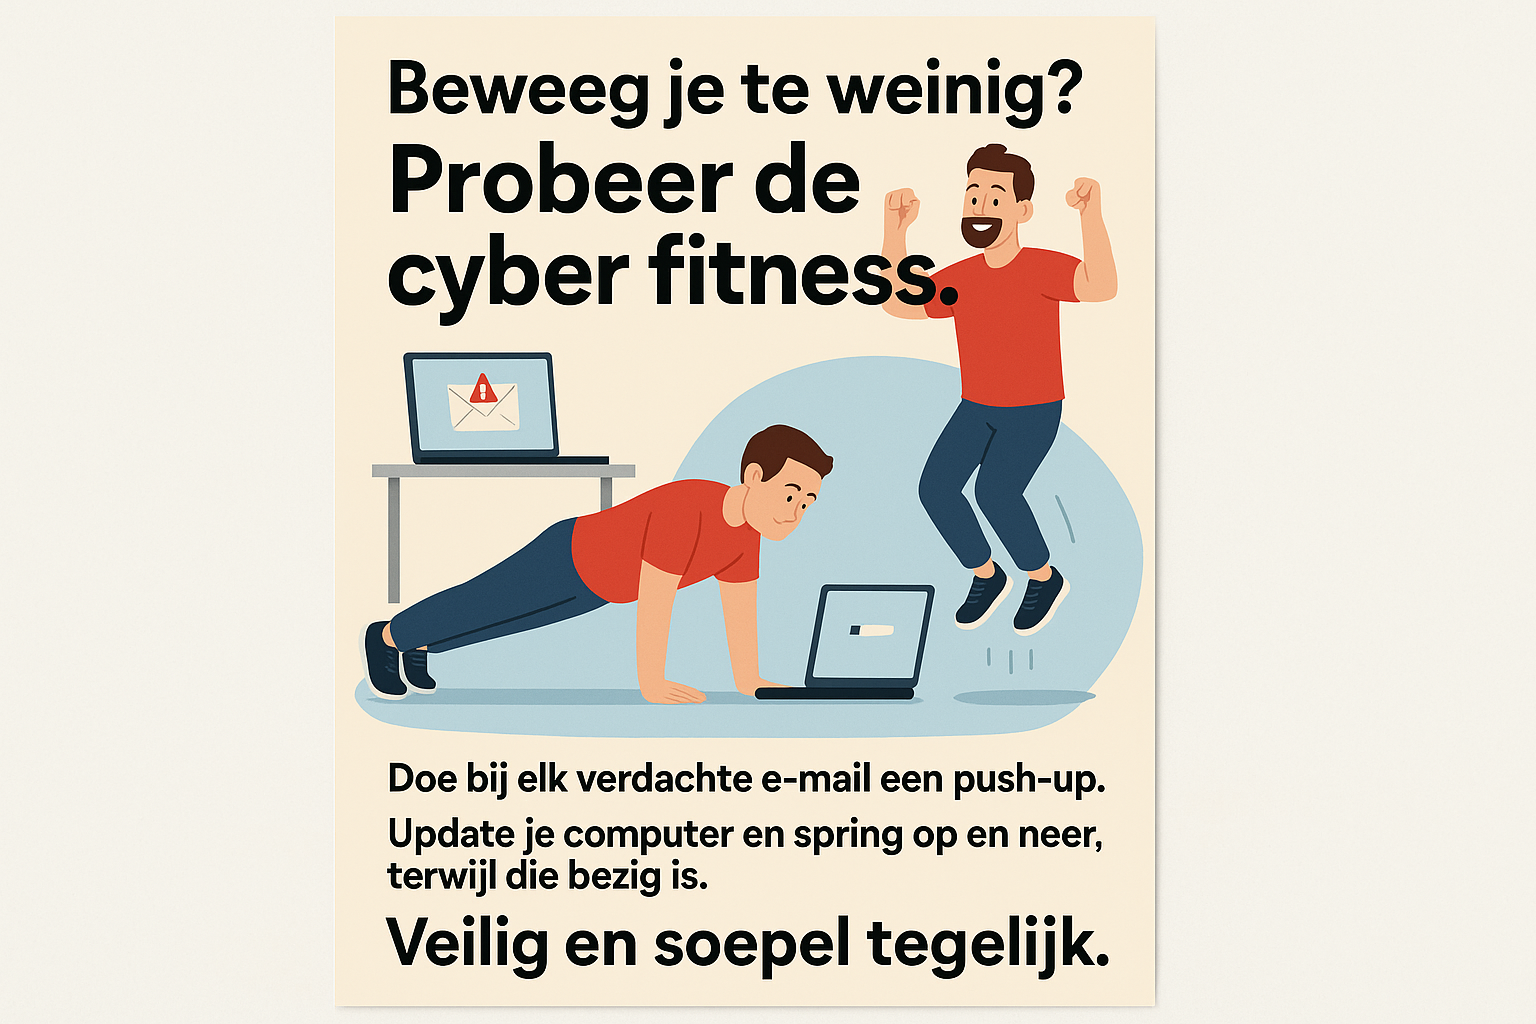 Beweeg je te weinig?
Probeer de
cyber fitness.
Doe bij elk verdachte e-mail een push-up.
Update je computer en spring op en neer,
terwijl die bezig is.
Veilig en soepel tegelijk.